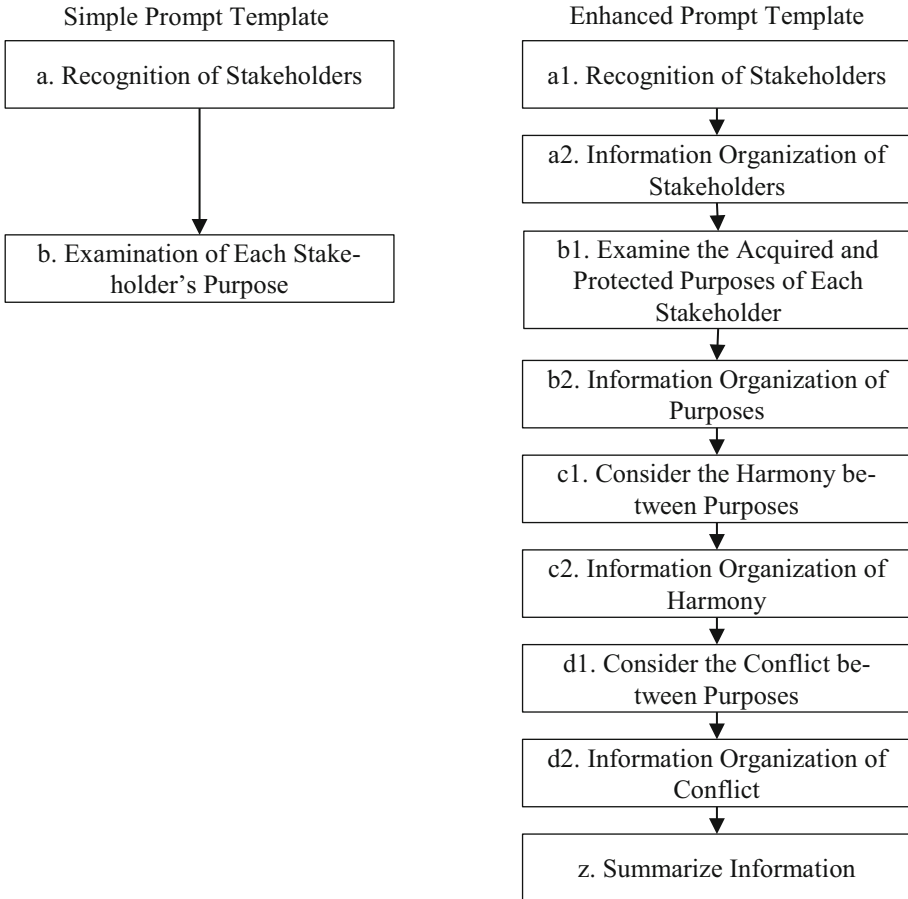 Simple Prompt Template
a. Recognition of Stakeholders
b. Examination of Each Stake-
holder’s Purpose
Enhanced Prompt Template
a1. Recognition of Stakeholders
a2. Information Organization of
Stakeholders
b1. Examine the Acquired and
Protected Purposes of Each
Stakeholder
b2. Information Organization of
Purposes
c1. Consider the Harmony be-
tween Purposes
c2. Information Organization of
Harmony
d1. Consider the Conflict be-
tween Purposes
d2. Information Organization of
Conflict
z. Summarize Information